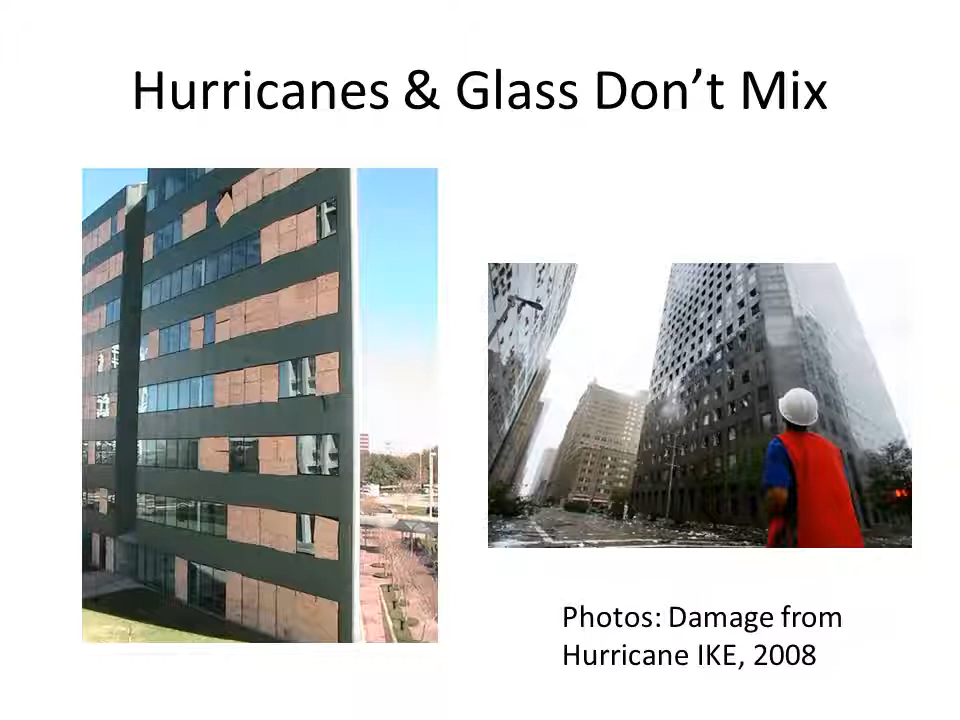 Hurricanes & Glass Don’t Mix
Photos: Damage from
Hurricane IKE, 2008